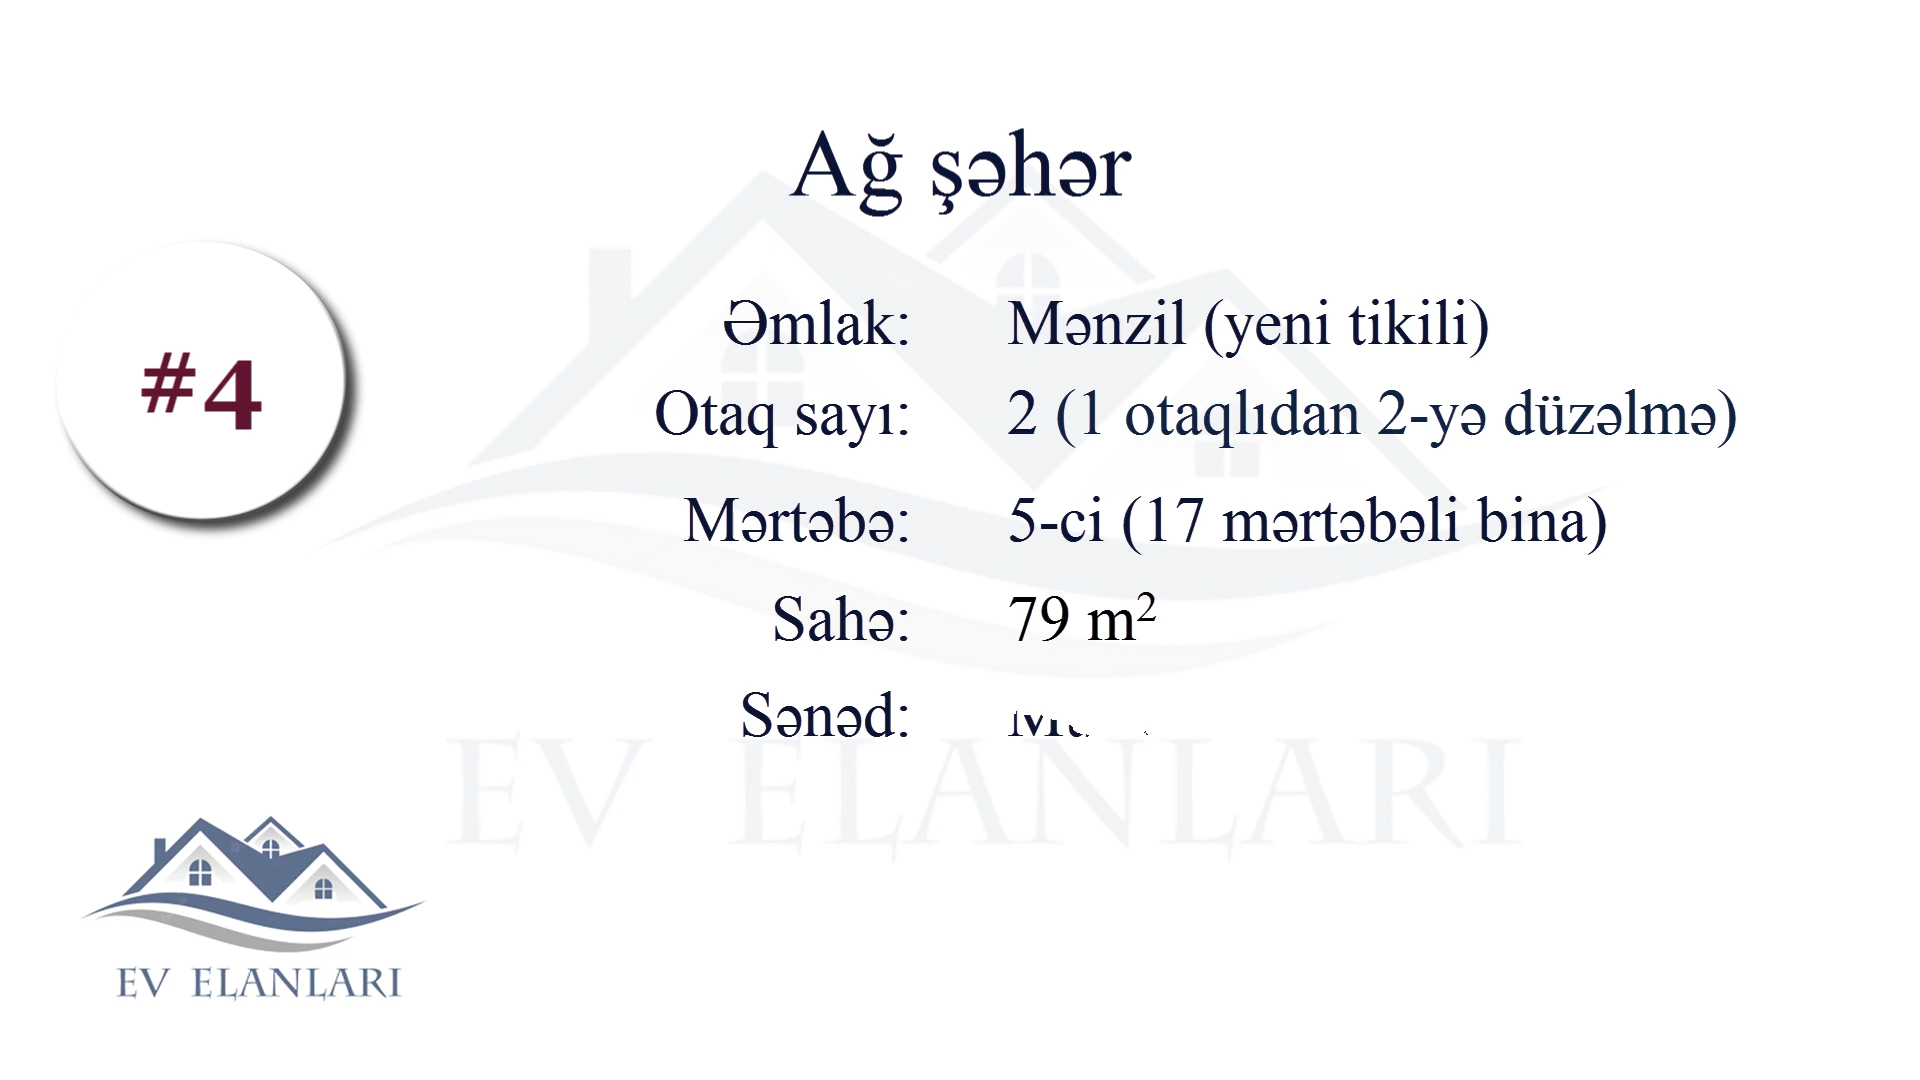 Ağ şəhər
#4
Əmlak: Mənzil (yeni tikili)
Otaq sayı: 2 (1 otaqlıdan 2-yə düzəlmə)
Mərtəbə: 5-ci (17 mərtəbəli bina)
Sahə: 79 m²
Sənəd:
EV ELANLARI
EV ELANLARI